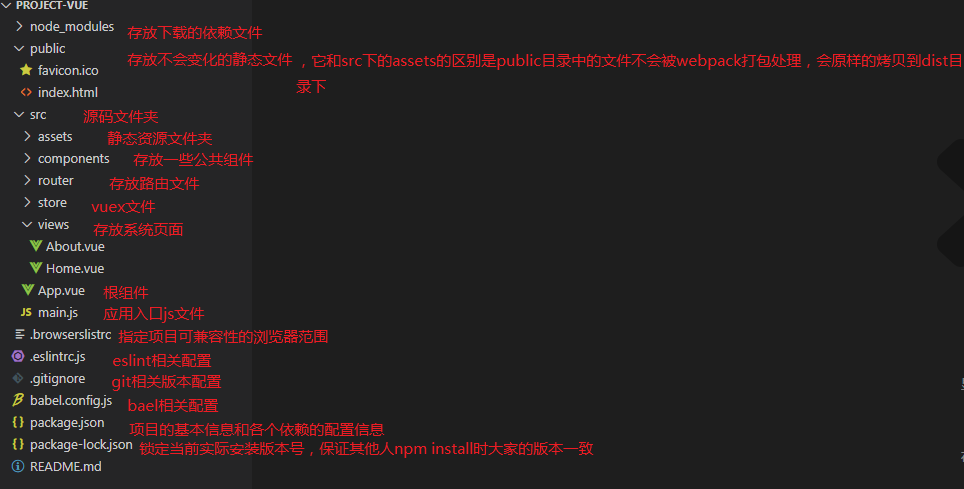 PROJECT-VUE
node_modules 存放下载的依赖文件
public 存放不会变化的静态文件 ，它和src下的assets的区别是public目录中的文件不会被webpack打包处理，会原样的拷贝到dist目
录下
favicon.ico
index.html
src 源码文件夹
assets 静态资源文件夹
components 存放一些公共组件
router 存放路由文件
store vuex文件
views 存放系统页面
About.vue
Home.vue
App.vue 根组件
JS main.js 应用入口js文件
.browserslistrc 指定项目可兼容性的浏览器范围
.eslintrc.js eslint相关配置
.gitignore git相关版本配置
babel.config.js bael相关配置
{} package.json 项目的基本信息和各个依赖的配置信息
{} package-lock.json 锁定当前实际安装版本号，保证其他人npm install时大家的版本一致
README.md